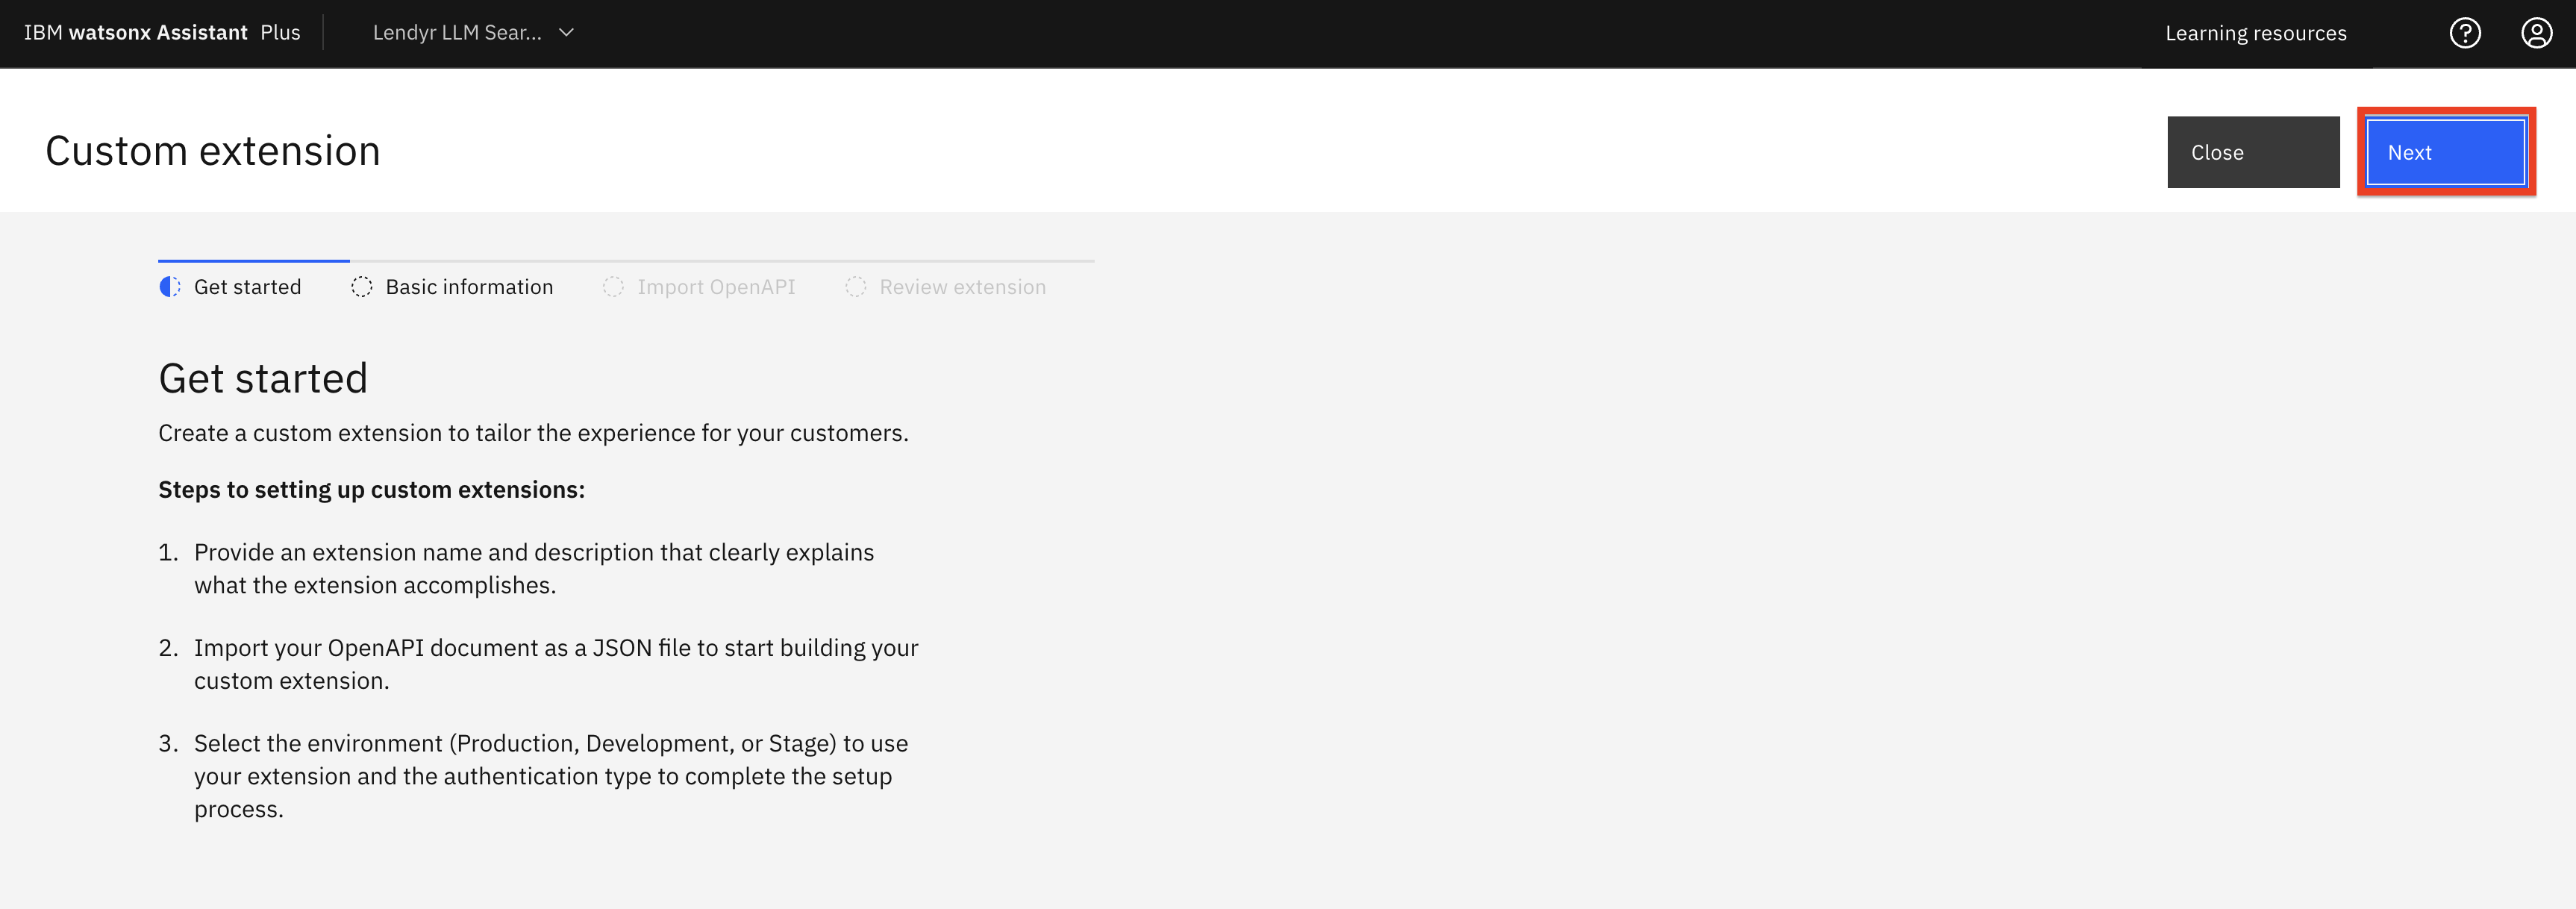 IBM watsonx Assistant Plus
Lendyr LLM Sear...
Learning resources
Custom extension
Close
Next
Get started
Basic information
Import OpenAPI
Review extension
Get started
Create a custom extension to tailor the experience for your customers.
Steps to setting up custom extensions:
1. Provide an extension name and description that clearly explains
what the extension accomplishes.
2. Import your OpenAPI document as a JSON file to start building your
custom extension.
3. Select the environment (Production, Development, or Stage) to use
your extension and the authentication type to complete the setup
process.